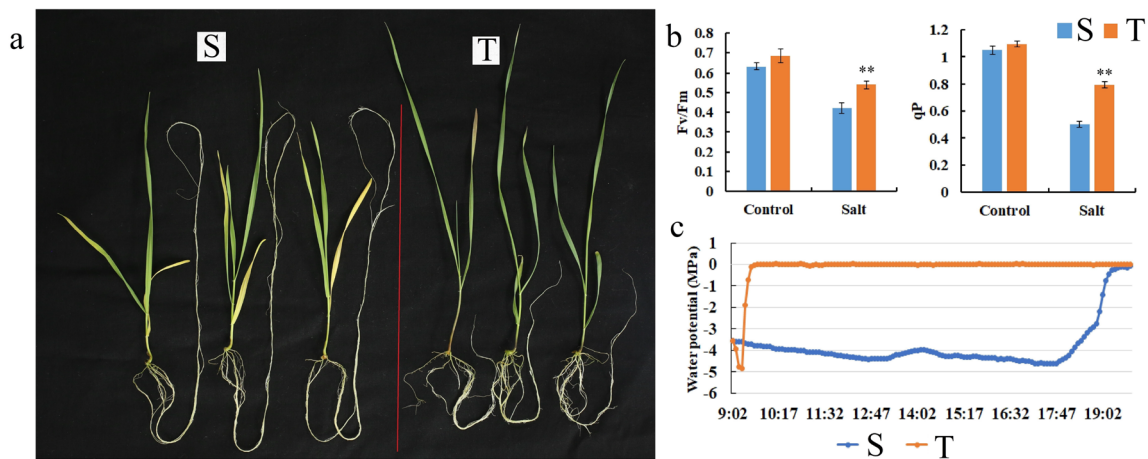 a
S
T
b
S T
0.8
0.7
0.6
0.5
0.4
0.3
0.2
0.1
0
Fv/Fm
**
Control Salt
1.2
1
0.8
0.6
0.4
0.2
0
qP
**
Control Salt
c
1
0
-1
-2
-3
-4
-5
-6
Water potential (MPa)
9:02 10:17 11:32 12:47 14:02 15:17 16:32 17:47 19:02
S T